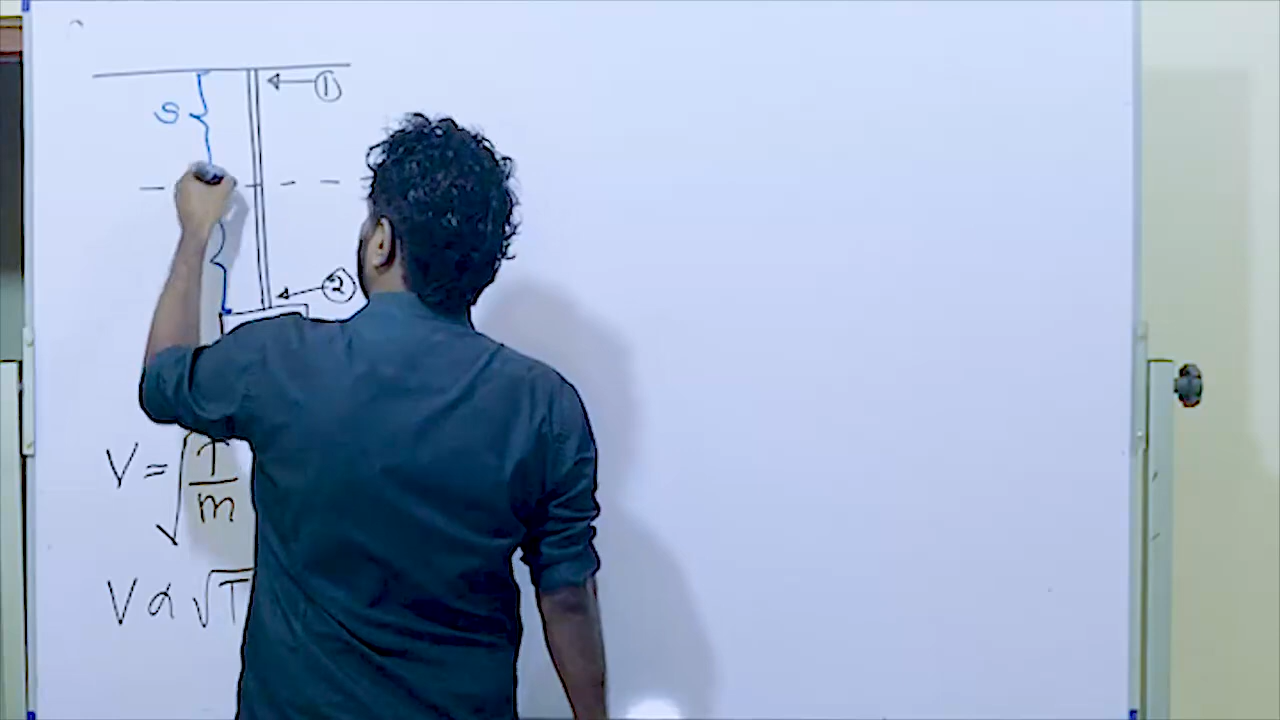 ①
S
②
V = √(T/m)
V ∝ √T